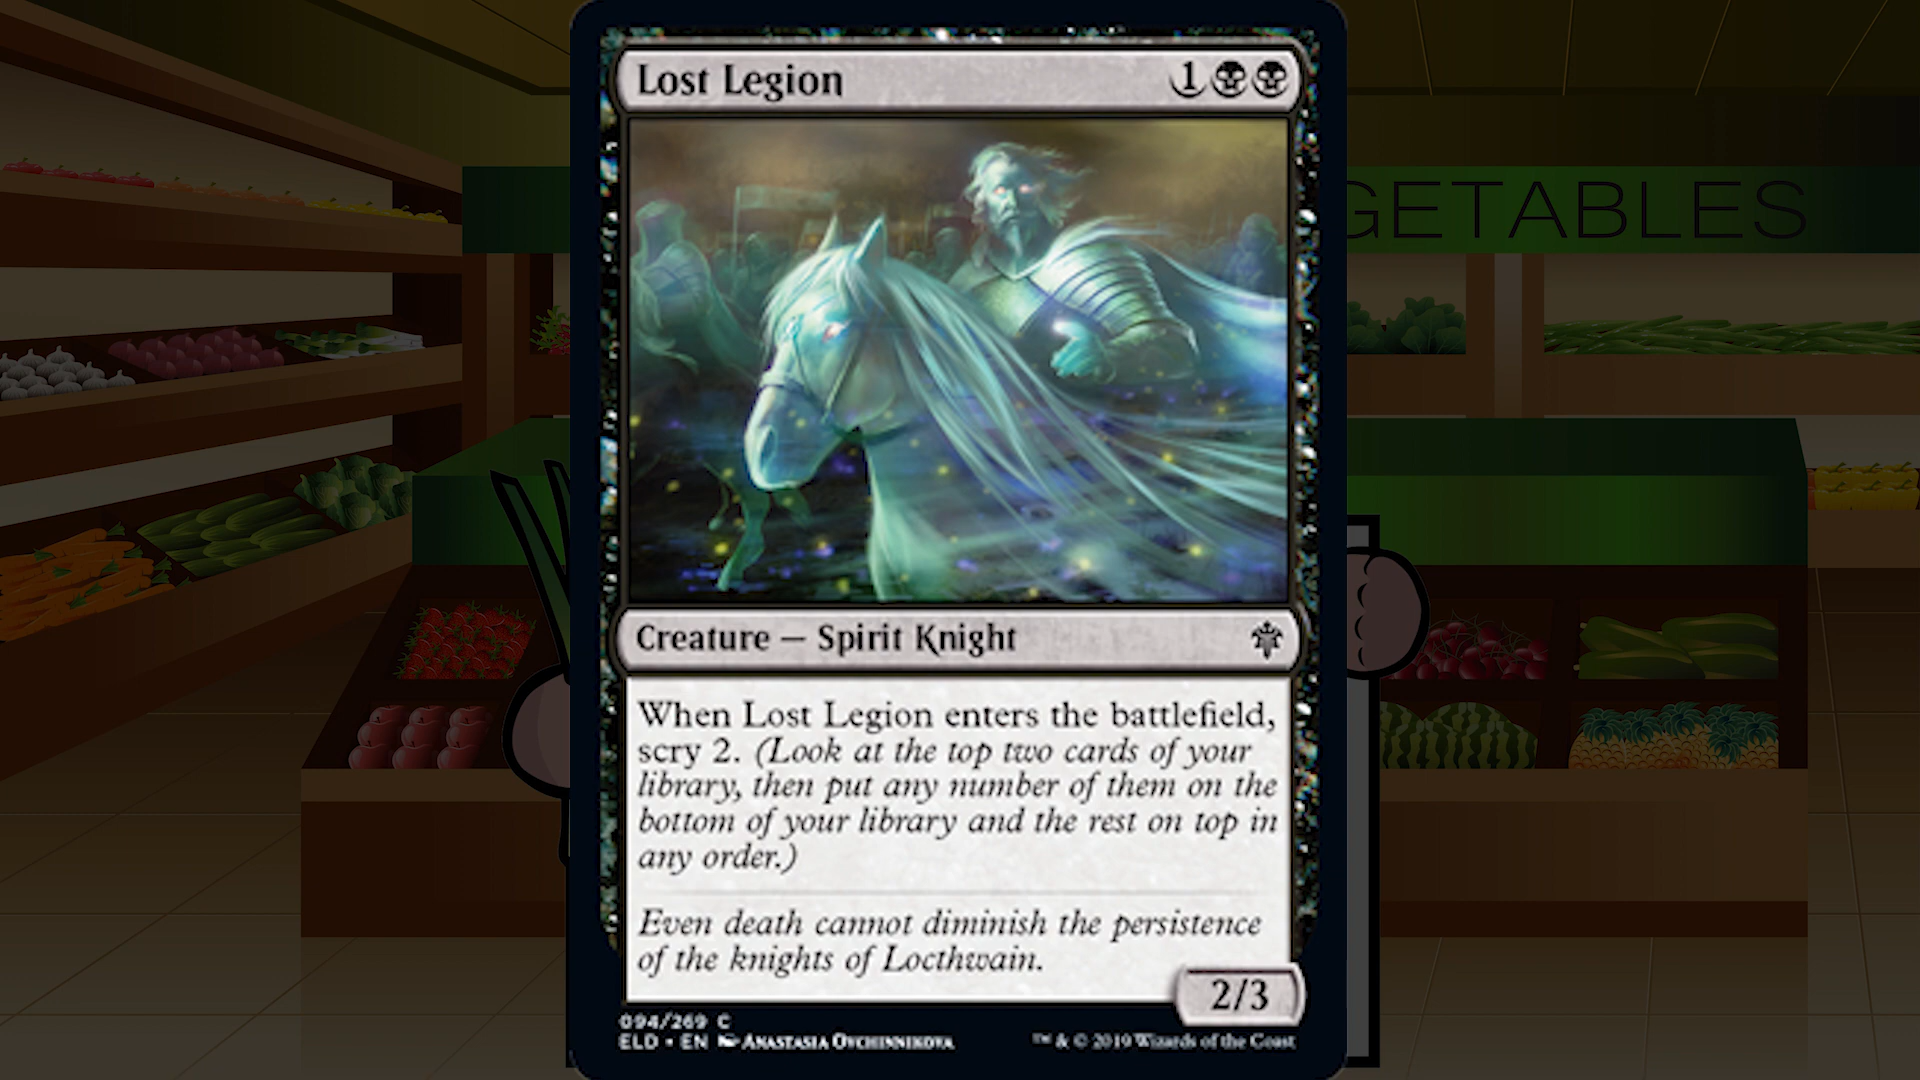 Lost Legion 1
GETABLES
Creature — Spirit Knight
When Lost Legion enters the battlefield,
scry 2. (Look at the top two cards of your
library, then put any number of them on the
bottom of your library and the rest on top in
any order.)
Even death cannot diminish the persistence
of the knights of Locthwain.
2/3
094/269 C
ELD • EN Anastasia Ovchinnikova
™ & © 2019 Wizards of the Coast